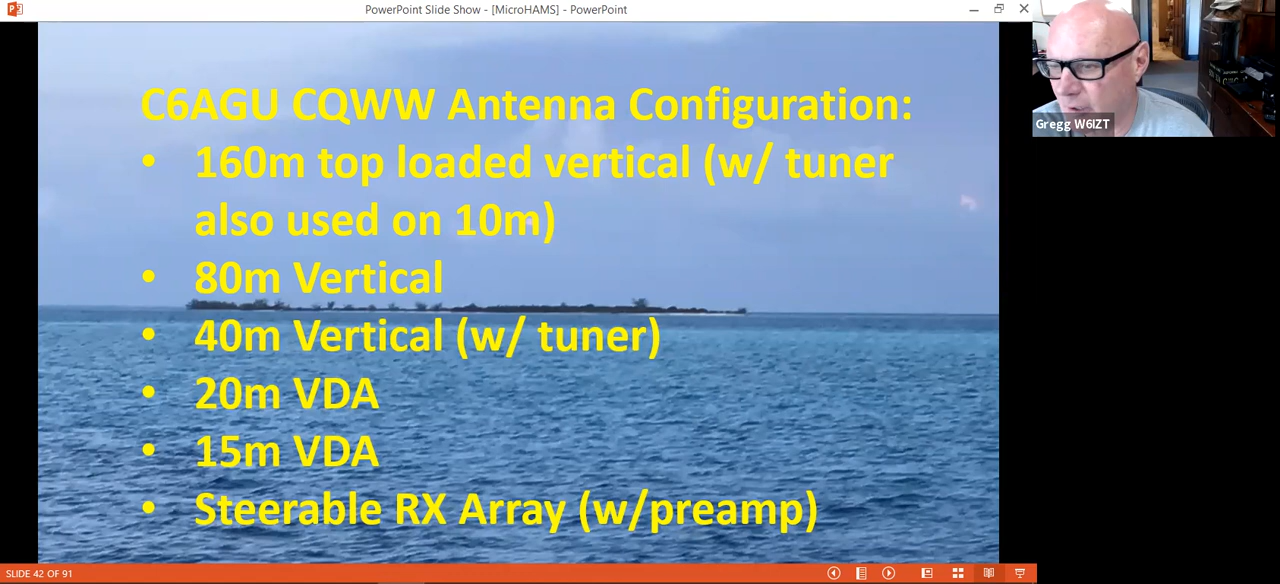 PowerPoint Slide Show - [MicroHAMS] - PowerPoint
C6AGU CQWW Antenna Configuration:
• 160m top loaded vertical (w/ tuner
also used on 10m)
• 80m Vertical
• 40m Vertical (w/ tuner)
• 20m VDA
• 15m VDA
• Steerable RX Array (w/preamp)
Gregg W6IZT
SLIDE 42 OF 91